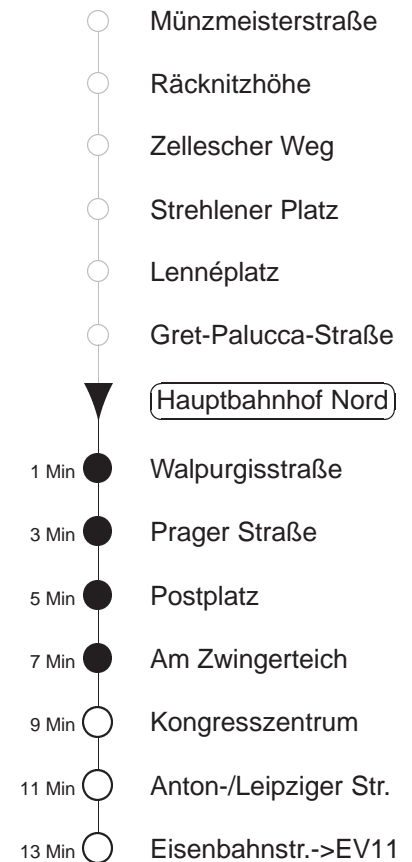 Münzmeisterstraße
Räcknitzhöhe
Zellescher Weg
Strehlener Platz
Lennéplatz
Gret-Palucca-Straße
Hauptbahnhof Nord
1 Min Walpurgisstraße
3 Min Prager Straße
5 Min Postplatz
7 Min Am Zwingerteich
9 Min Kongresszentrum
11 Min Anton-/Leipziger Str.
13 Min Eisenbahnstr.->EV11